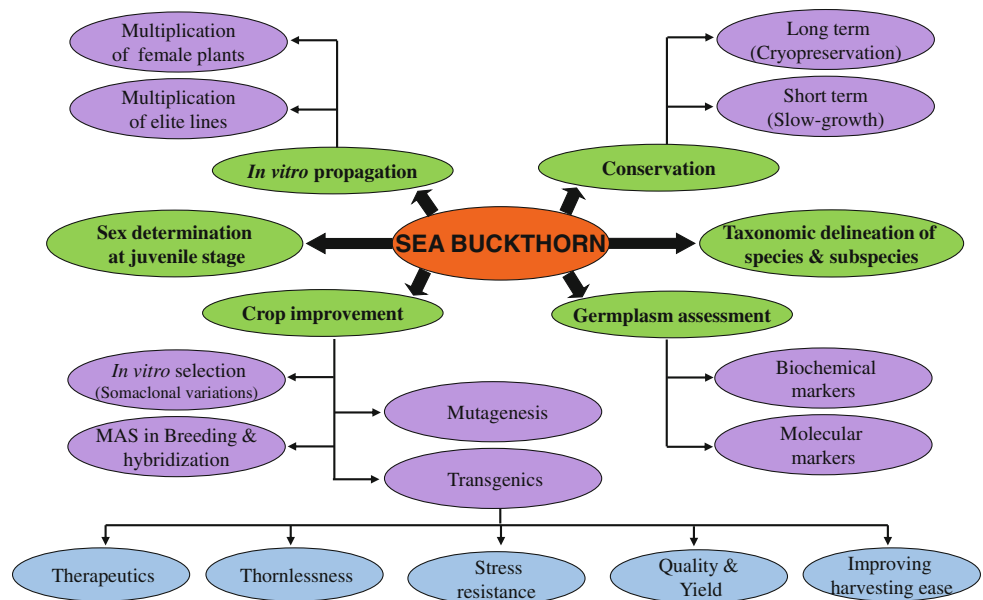 Multiplication
of female plants
Multiplication
of elite lines
In vitro propagation
Long term
(Cryopreservation)
Short term
(Slow-growth)
Conservation
Sex determination
at juvenile stage
SEA BUCKTHORN
Taxonomic delineation of
species & subspecies
Crop improvement
Germplasm assessment
In vitro selection
(Somaclonal variations)
MAS in Breeding &
hybridization
Mutagenesis
Transgenics
Biochemical
markers
Molecular
markers
Therapeutics
Thornlessness
Stress
resistance
Quality &
Yield
Improving
harvesting ease